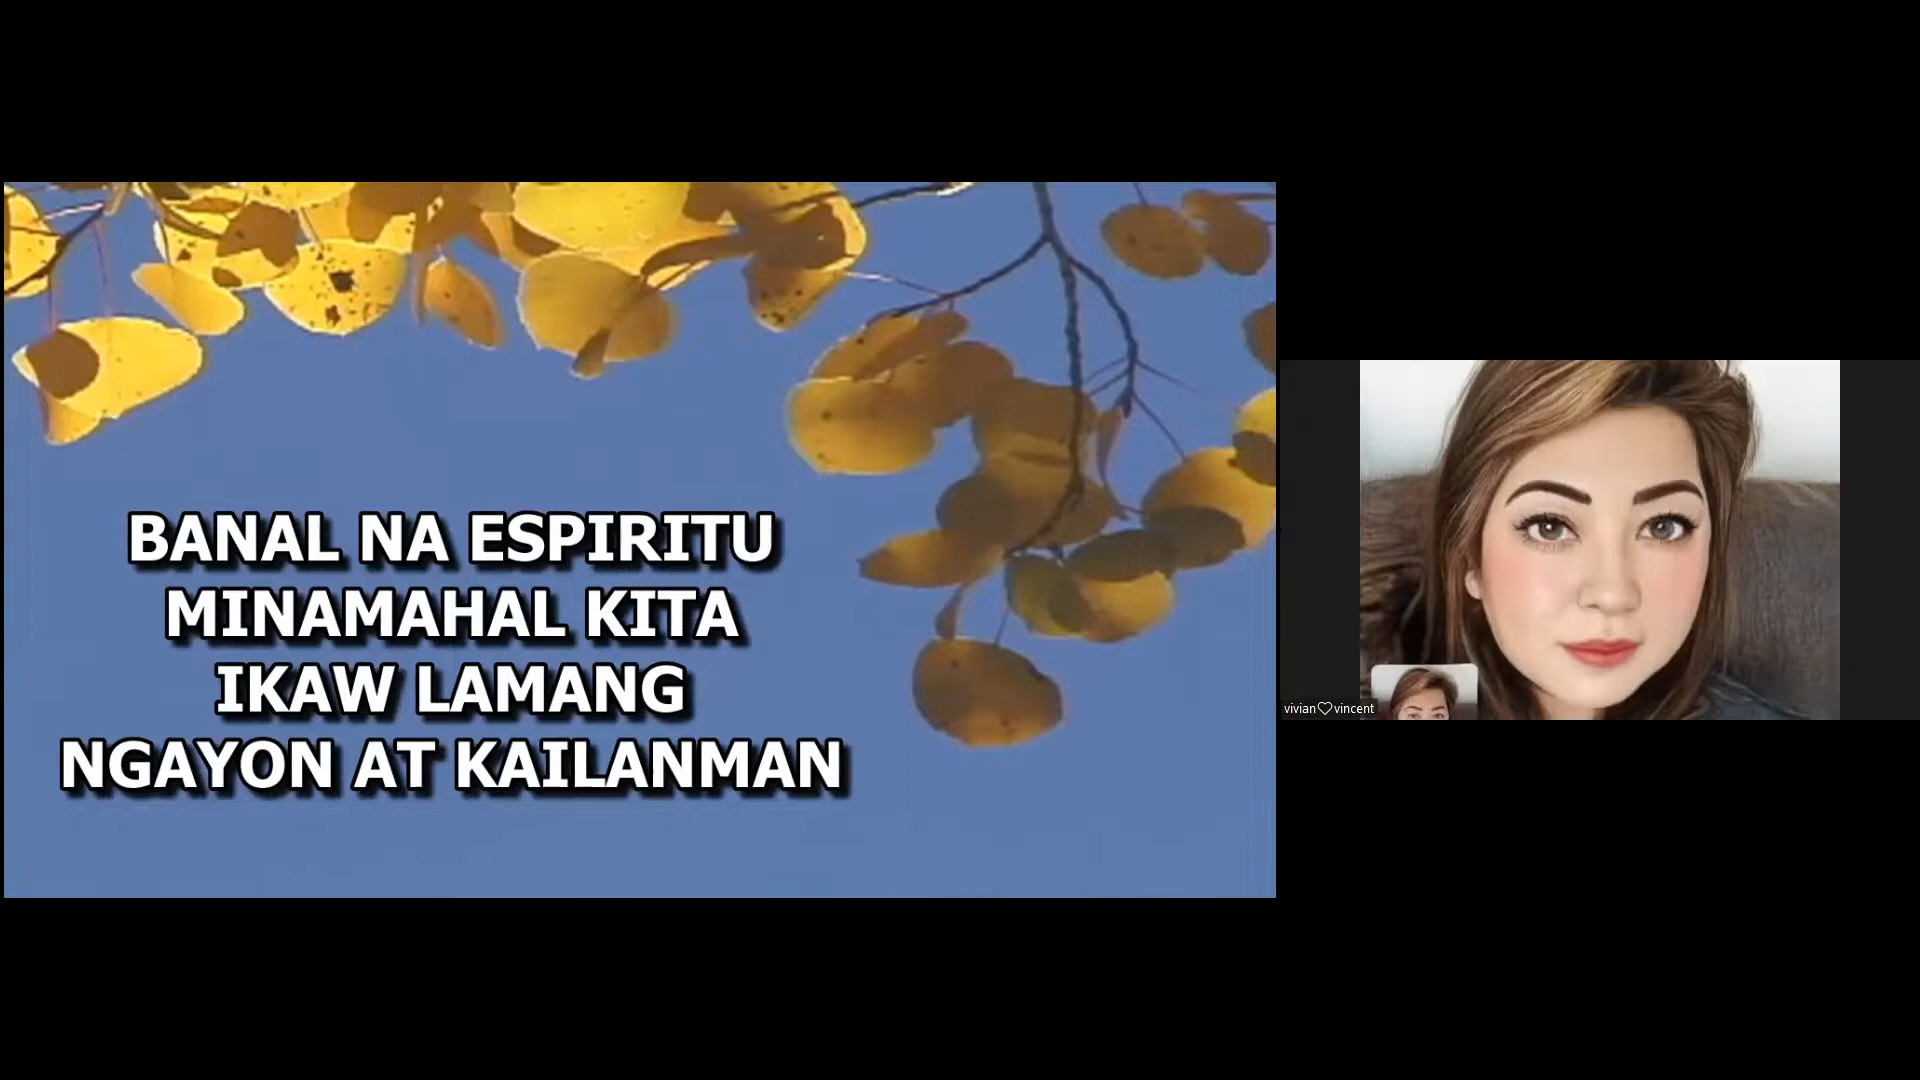 BANAL NA ESPIRITU
MINAMAHAL KITA
IKAW LAMANG
NGAYON AT KAILANMAN
vivian♡vincent